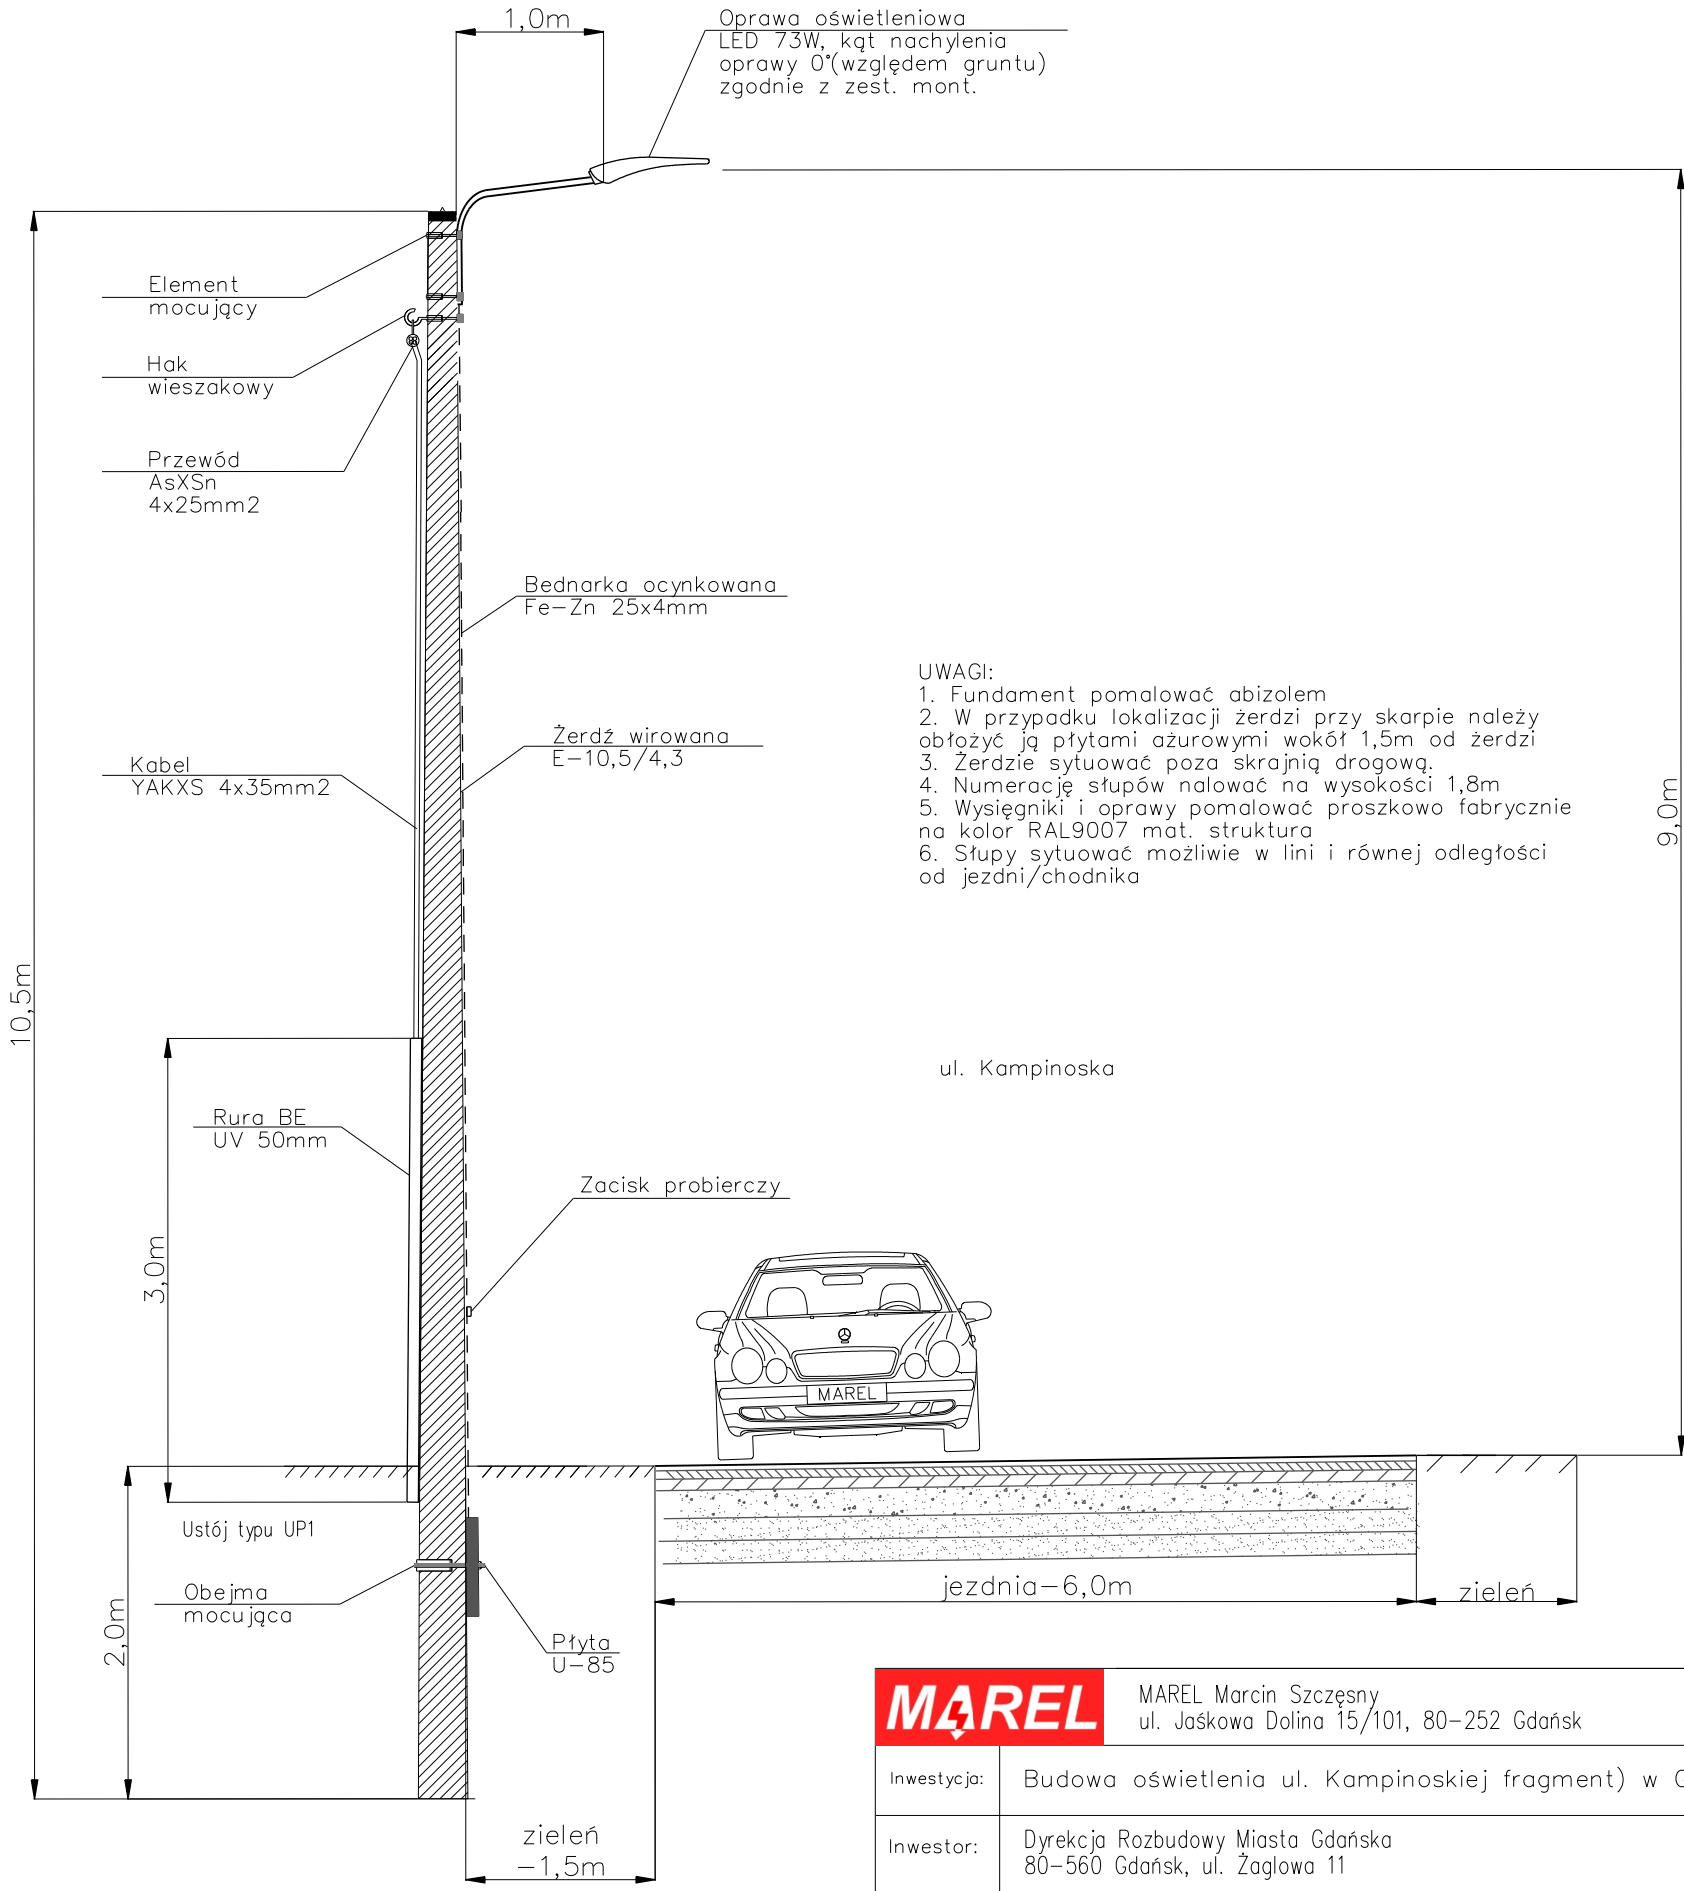 1,0m
Oprawa oświetleniowa
LED 73W, kąt nachylenia
oprawy 0°(względem gruntu)
zgodnie z zest. mont.
Element
mocujący
Hak
wieszakowy
Przewód
AsXSn
4x25mm2
Bednarka ocynkowana
Fe-Zn 25x4mm
Żerdź wirowana
E-10,5/4,3
Kabel
YAKXS 4x35mm2
UWAGI:
1. Fundament pomalować abizolem
2. W przypadku lokalizacji żerdzi przy skarpie należy
obłożyć ją płytami ażurowymi wokół 1,5m od żerdzi
3. Żerdzie sytuować poza skrajnią drogową.
4. Numerację słupów nalować na wysokości 1,8m
5. Wysięgniki i oprawy pomalować proszkowo fabrycznie
na kolor RAL9007 mat. struktura
6. Słupy sytuować możliwie w lini i równej odległości
od jezdni/chodnika
9,0m
10,5m
ul. Kampinoska
Rura BE
UV 50mm
Zacisk probierczy
3,0m
MAREL
Ustój typu UP1
Obejma
mocująca
2,0m
Płyta
U-85
jezdnia-6,0m
zieleń
zieleń
-1,5m
MAREL
MAREL Marcin Szczęsny
ul. Jaśkowa Dolina 15/101, 80-252 Gdańsk
Inwestycja:
Budowa oświetlenia ul. Kampinoskiej fragment) w G
Inwestor:
Dyrekcja Rozbudowy Miasta Gdańska
80-560 Gdańsk, ul. Żaglowa 11